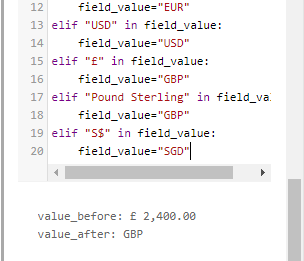 12 field_value="EUR"
13 elif "USD" in field_value:
14 field_value="USD"
15 elif "£" in field_value:
16 field_value="GBP"
17 elif "Pound Sterling" in field_va
18 field_value="GBP"
19 elif "S$" in field_value:
20 field_value="SGD"
value_before: £ 2,400.00
value_after: GBP